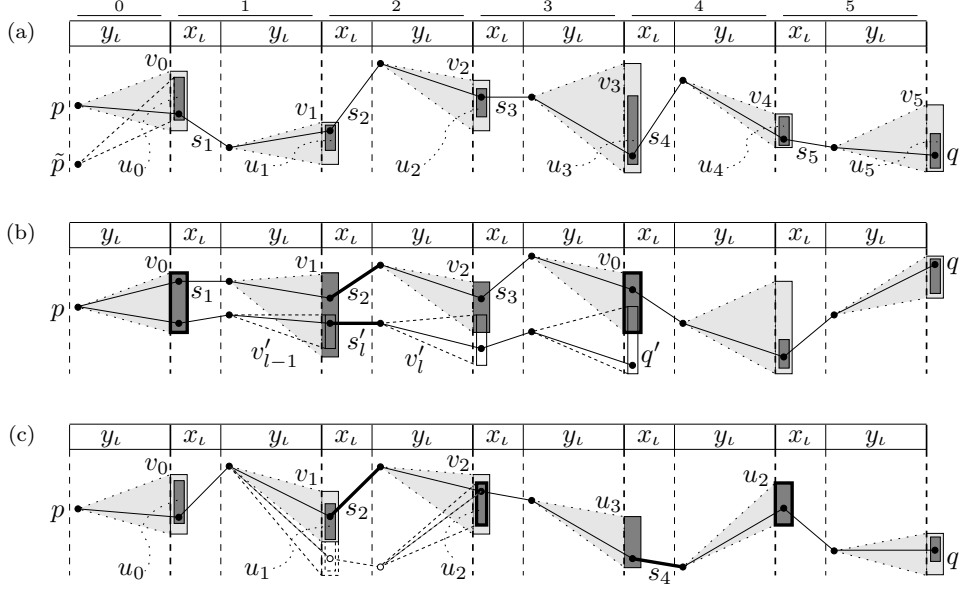 0 1 2 3 4 5
(a)
y_ι x_ι y_ι x_ι y_ι x_ι y_ι x_ι y_ι x_ι y_ι
v_0 v_1 v_2 v_3 v_4 v_5
p s_1 s_2 s_3 s_4 s_5 q
p̃ u_0 u_1 u_2 u_3 u_4 u_5
(b)
y_ι x_ι y_ι x_ι y_ι x_ι y_ι x_ι y_ι x_ι y_ι
v_0 v_1 v_2 v_0 q
p s_1 s_2 s_3
v′_{l−1} s′_l v′_l q′
(c)
y_ι x_ι y_ι x_ι y_ι x_ι y_ι x_ι y_ι x_ι y_ι
v_0 v_1 v_2 u_3 u_2
p s_2 q
u_0 u_1 u_2 s_4